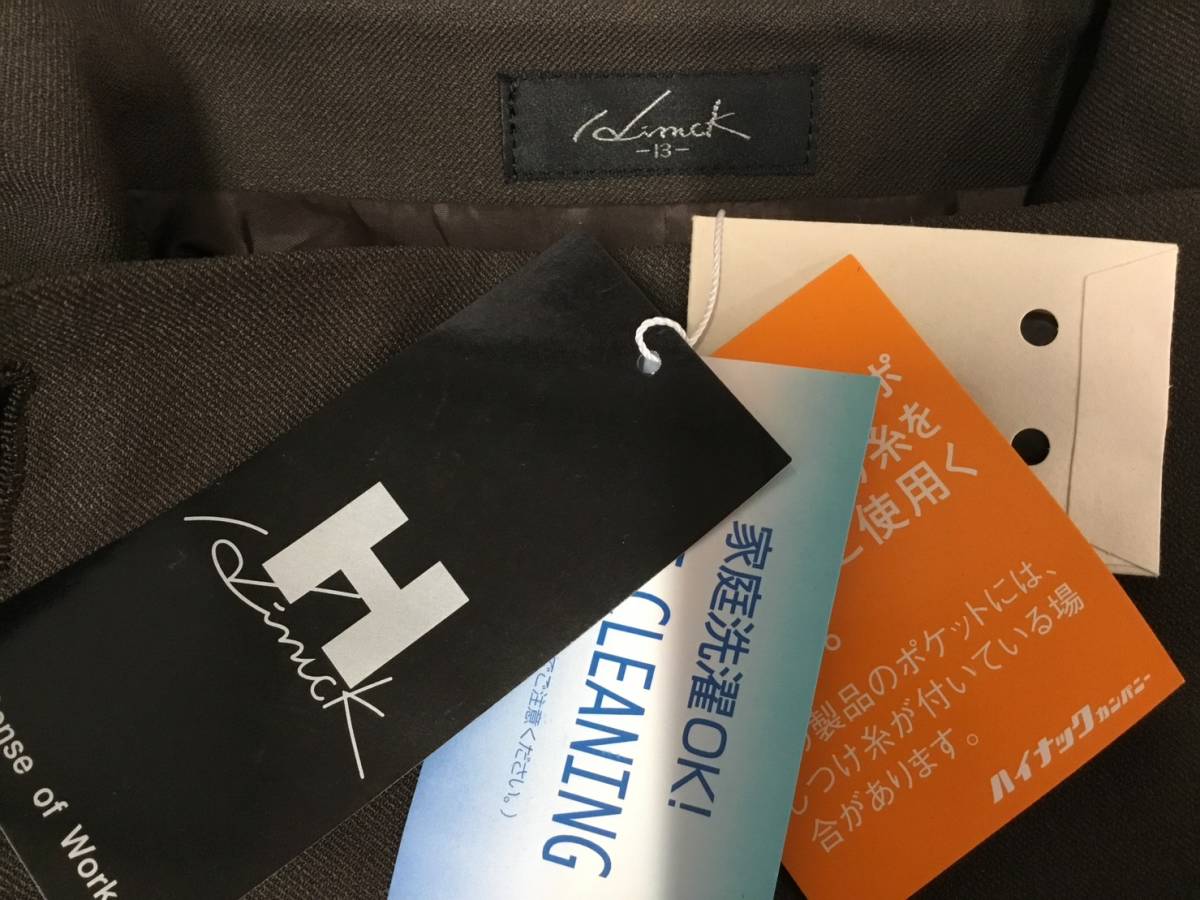 Himck
-13-
H
Himck
ense of Work
家庭洗濯OK!
CLEANING
でご注意ください。)
ポ
糸を
使用く
。
製品のポケットには、
つけ糸が付いている場
合があります。
ハイナックカンパニー